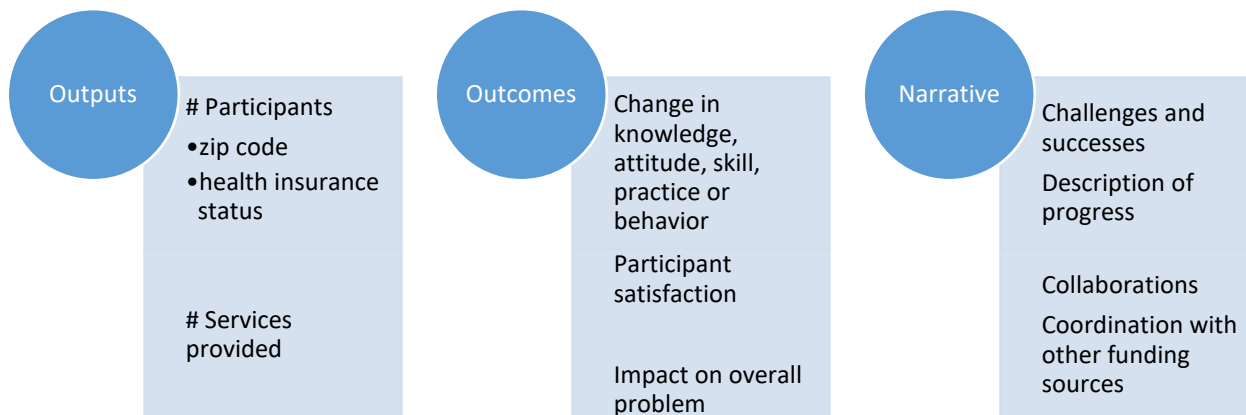 Outputs
# Participants
•zip code
•health insurance
status
# Services
provided
Outcomes
Change in
knowledge,
attitude, skill,
practice or
behavior
Participant
satisfaction
Impact on overall
problem
Narrative
Challenges and
successes
Description of
progress
Collaborations
Coordination with
other funding
sources